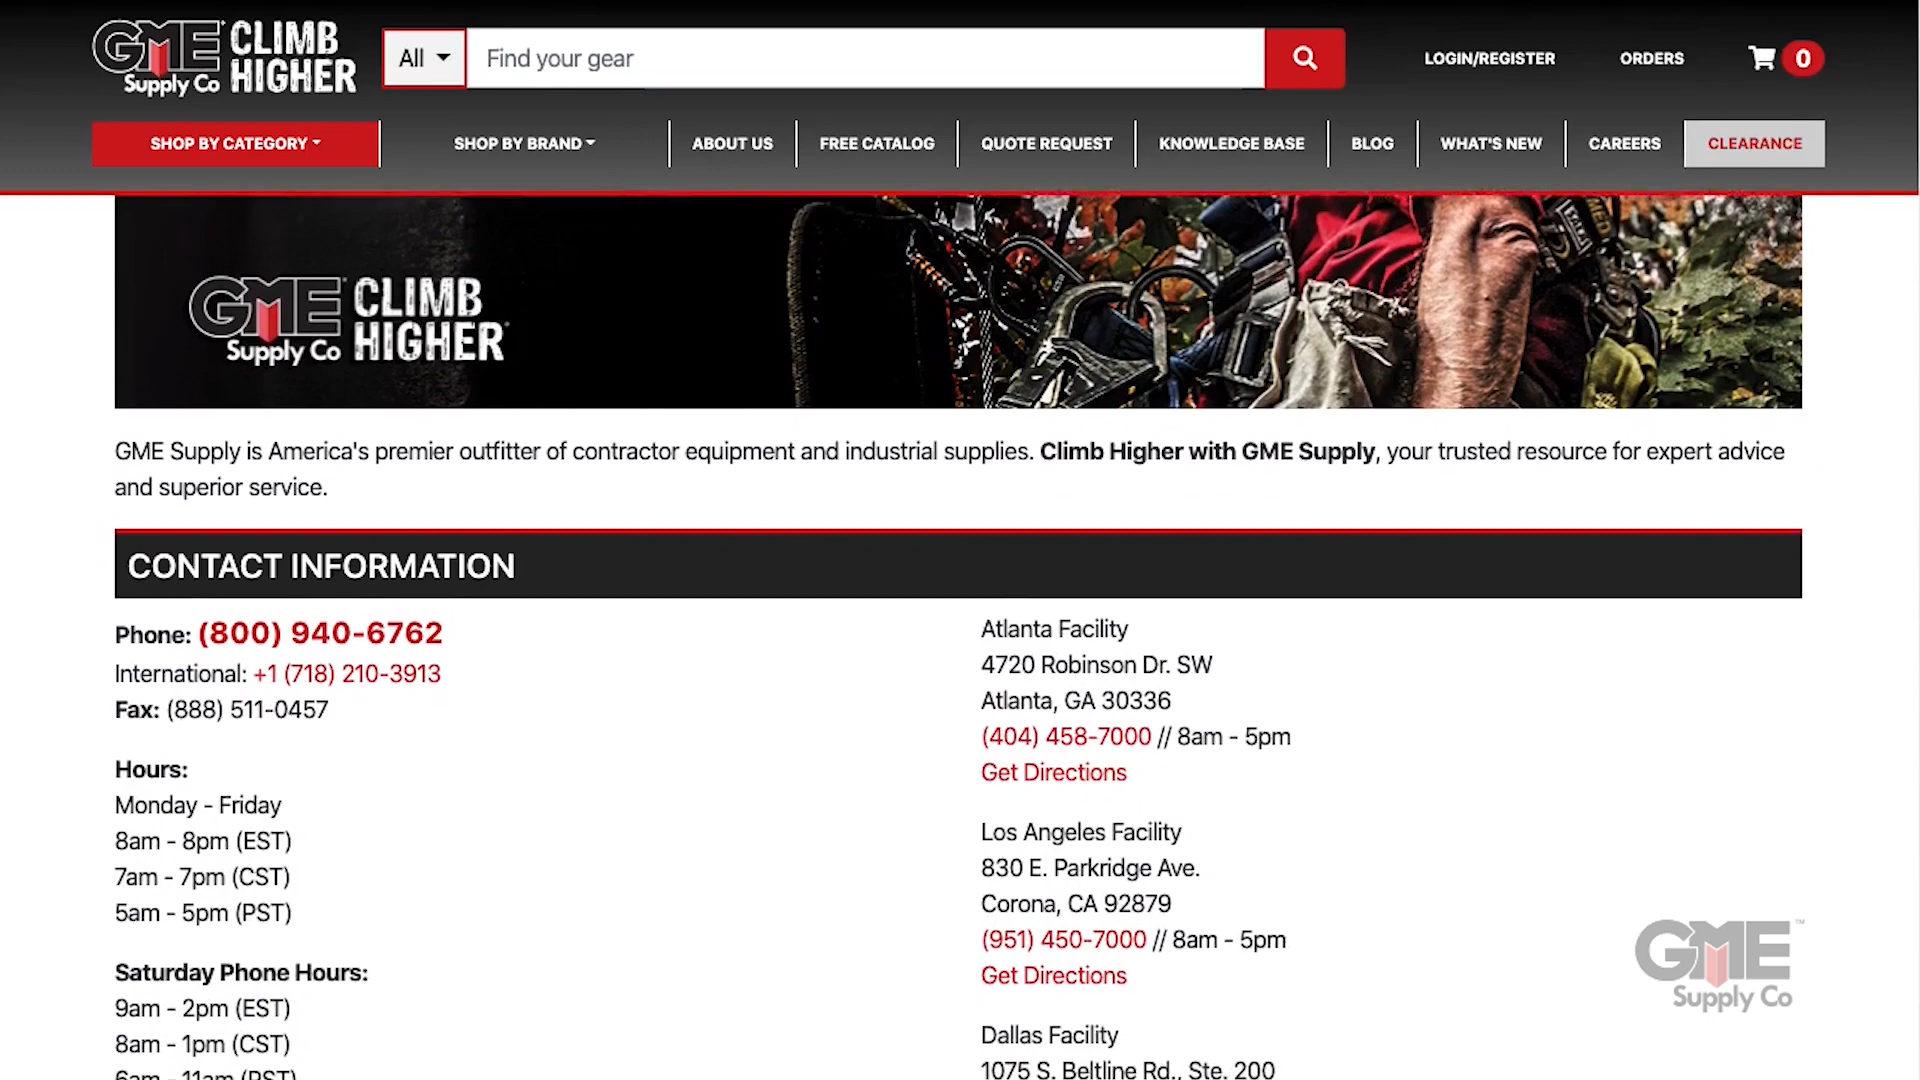 GME Supply Co CLIMB HIGHER
All
Find your gear
LOGIN/REGISTER
ORDERS
0
SHOP BY CATEGORY
SHOP BY BRAND
ABOUT US
FREE CATALOG
QUOTE REQUEST
KNOWLEDGE BASE
BLOG
WHAT'S NEW
CAREERS
CLEARANCE
GME Supply Co CLIMB HIGHER
GME Supply is America's premier outfitter of contractor equipment and industrial supplies. Climb Higher with GME Supply, your trusted resource for expert advice
and superior service.
CONTACT INFORMATION
Phone: (800) 940-6762
International: +1 (718) 210-3913
Fax: (888) 511-0457
Hours:
Monday - Friday
8am - 8pm (EST)
7am - 7pm (CST)
5am - 5pm (PST)
Saturday Phone Hours:
9am - 2pm (EST)
8am - 1pm (CST)
6am - 11am (PST)
Atlanta Facility
4720 Robinson Dr. SW
Atlanta, GA 30336
(404) 458-7000 // 8am - 5pm
Get Directions
Los Angeles Facility
830 E. Parkridge Ave.
Corona, CA 92879
(951) 450-7000 // 8am - 5pm
Get Directions
Dallas Facility
1075 S. Beltline Rd., Ste. 200
GME™
Supply Co